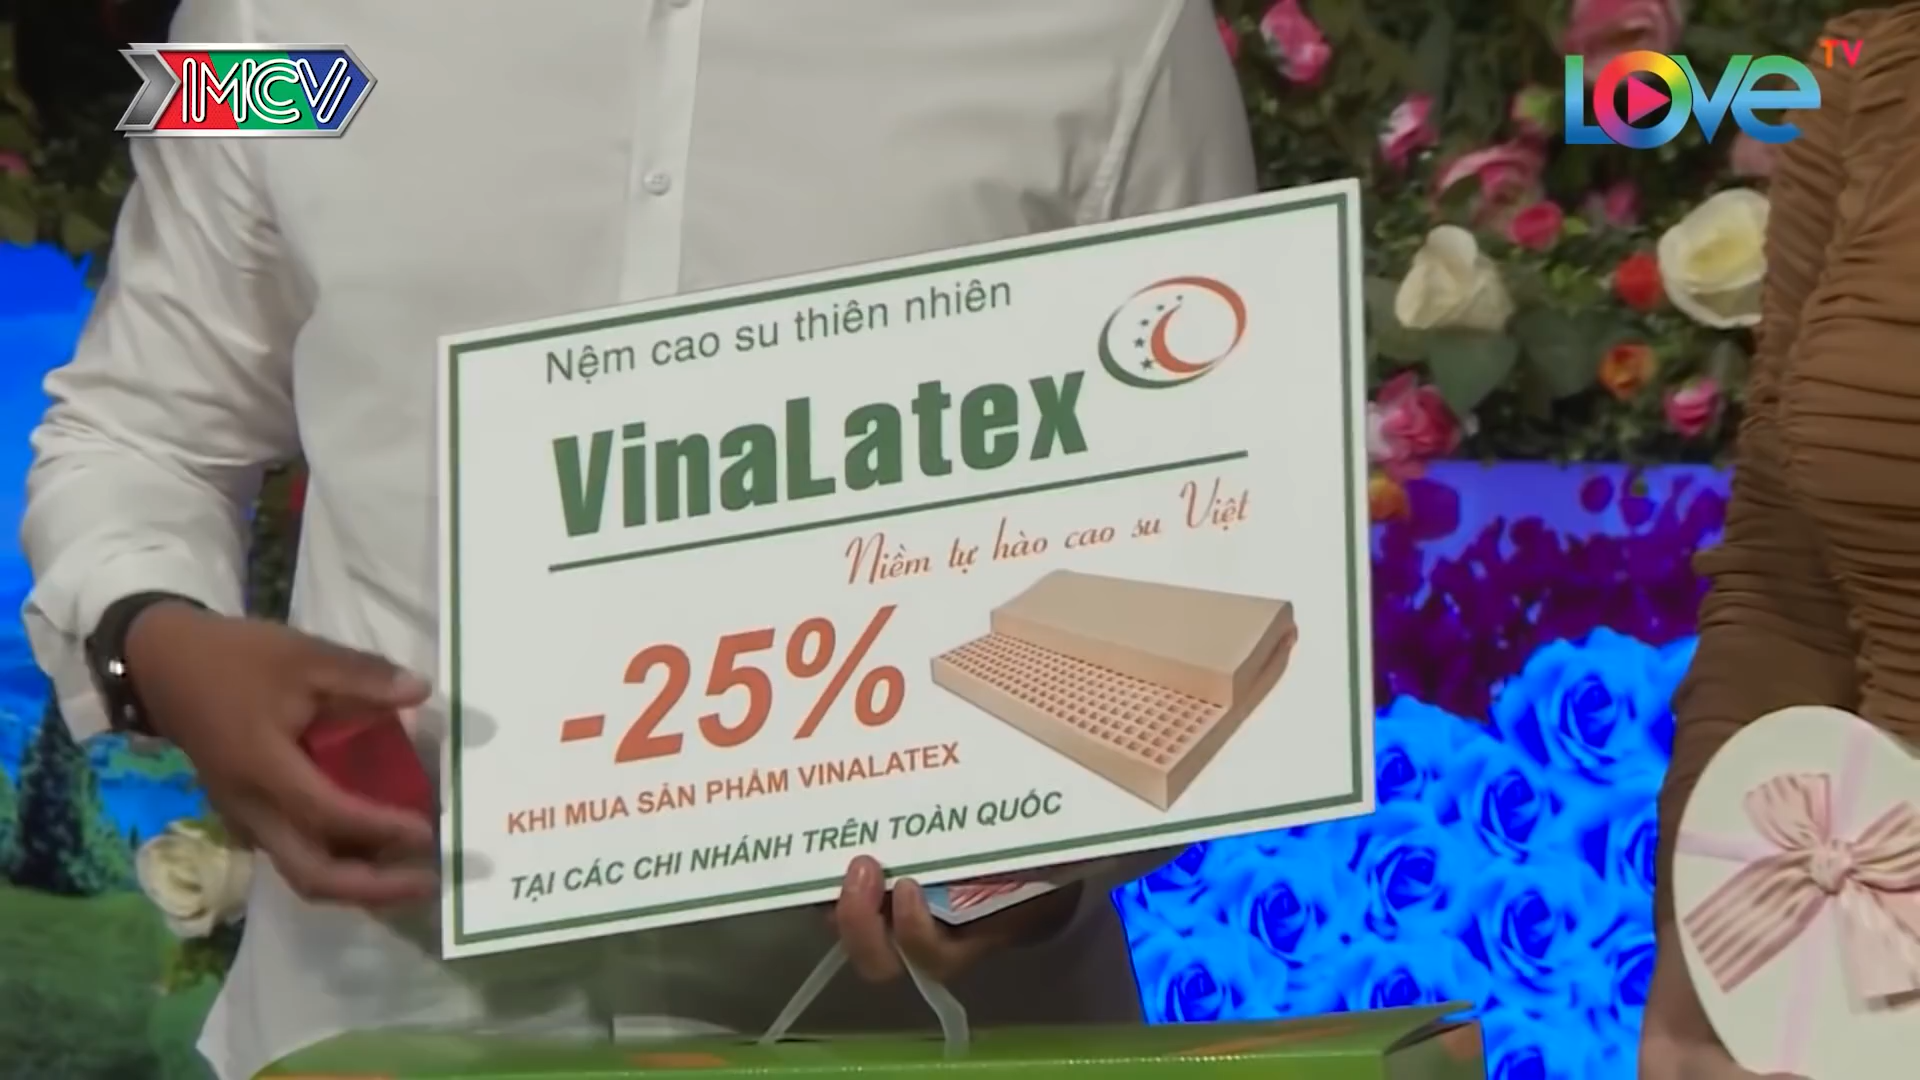 MCV
LOVE TV
Nệm cao su thiên nhiên
VinaLatex
Niềm tự hào cao su Việt
-25%
KHI MUA SẢN PHẨM VINALATEX
TẠI CÁC CHI NHÁNH TRÊN TOÀN QUỐC